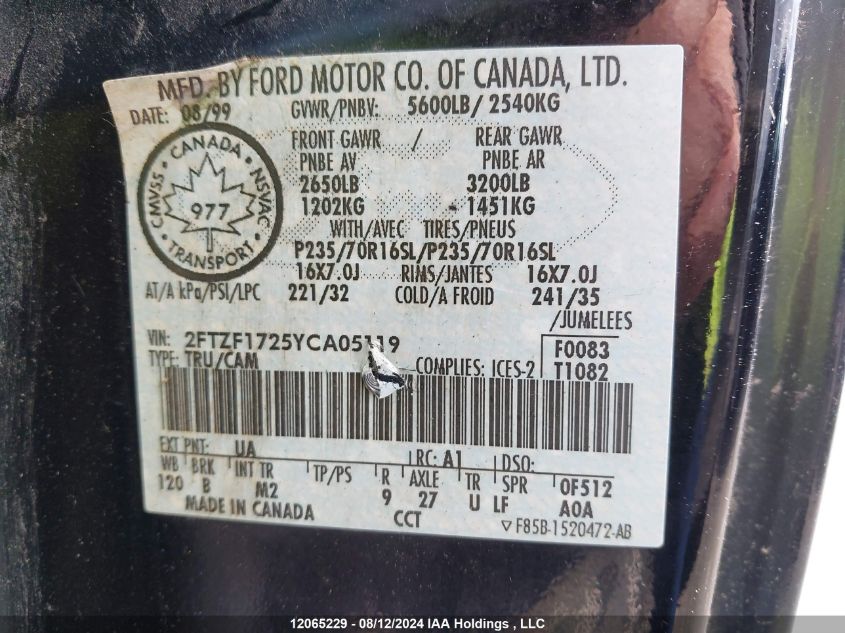 MFD. BY FORD MOTOR CO. OF CANADA, LTD.
DATE: 08/99 GVWR/PNBV: 5600LB/ 2540KG
FRONT GAWR / REAR GAWR
PNBE AV PNBE AR
2650LB 3200LB
1202KG 1451KG
WITH/AVEC TIRES/PNEUS
P235/70R16SL/P235/70R16SL
16X7.0J RIMS/JANTES 16X7.0J
AT/A kPa/PSI/LPC 221/32 COLD/A FROID 241/35
/JUMELEES
CANADA
CMVSS NSVAC
977
TRANSPORT
VIN: 2FTZF1725YCA05119
TYPE: TRU/CAM COMPLIES: ICES-2
F0083
T1082
EXT PNT: UA RC: A1 DSO:
WB BRK INT TR TP/PS R AXLE TR SPR 0F512
120 B M2 9 27 U LF A0A
MADE IN CANADA CCT ▽ F85B-1520472-AB
12065229 - 08/12/2024 IAA Holdings , LLC